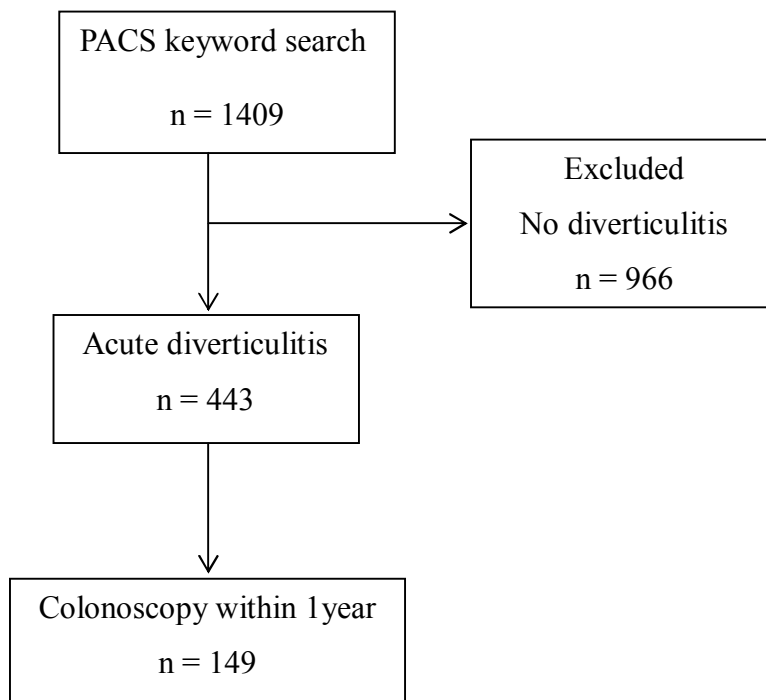 PACS keyword search
n = 1409
Excluded
No diverticulitis
n = 966
Acute diverticulitis
n = 443
Colonoscopy within 1year
n = 149